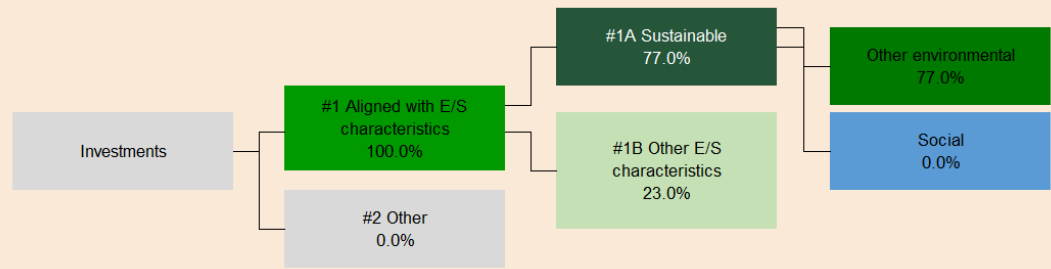 Investments
#1 Aligned with E/S
characteristics
100.0%
#2 Other
0.0%
#1A Sustainable
77.0%
#1B Other E/S
characteristics
23.0%
Other environmental
77.0%
Social
0.0%